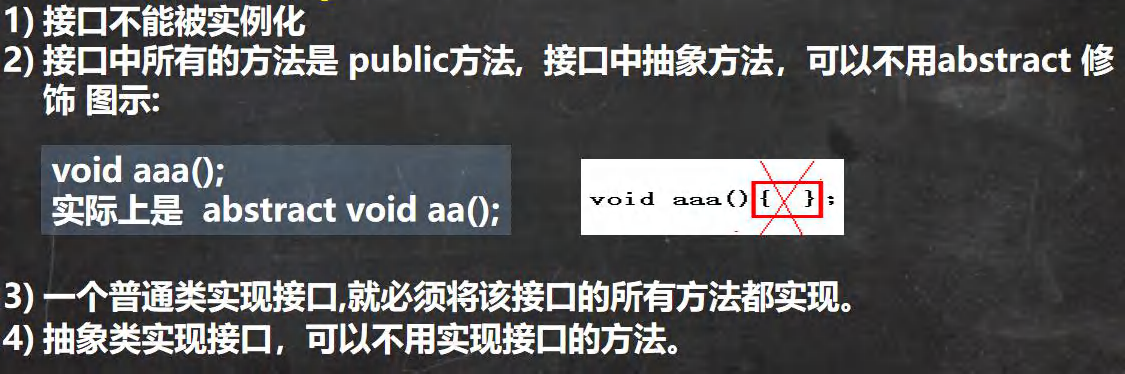 1) 接口不能被实例化
2) 接口中所有的方法是 public方法, 接口中抽象方法，可以不用abstract 修
饰 图示:
void aaa();
实际上是 abstract void aa();
void aaa(){ };
3) 一个普通类实现接口,就必须将该接口的所有方法都实现。
4) 抽象类实现接口，可以不用实现接口的方法。